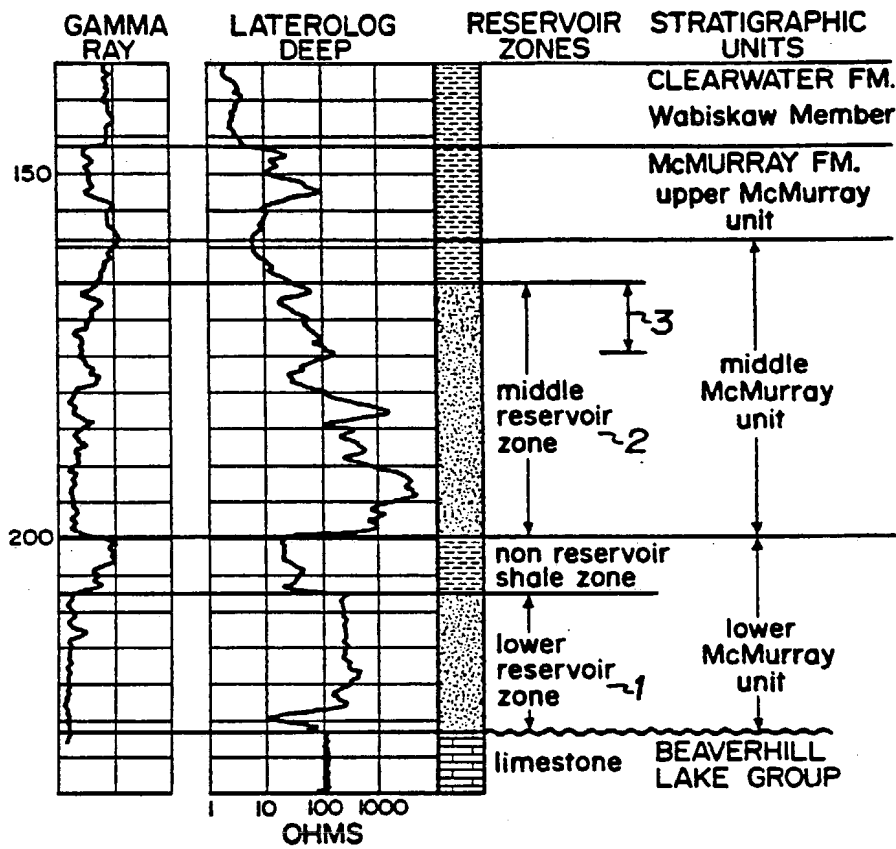 GAMMA
RAY
LATEROLOG
DEEP
RESERVOIR
ZONES
STRATIGRAPHIC
UNITS
CLEARWATER FM.
Wabiskaw Member
150
McMURRAY FM.
upper McMurray
unit
3
middle
reservoir
zone
2
middle
McMurray
unit
200
non reservoir
shale zone
lower
reservoir
zone
1
lower
McMurray
unit
limestone
BEAVERHILL
LAKE GROUP
1 10 100 1000
OHMS